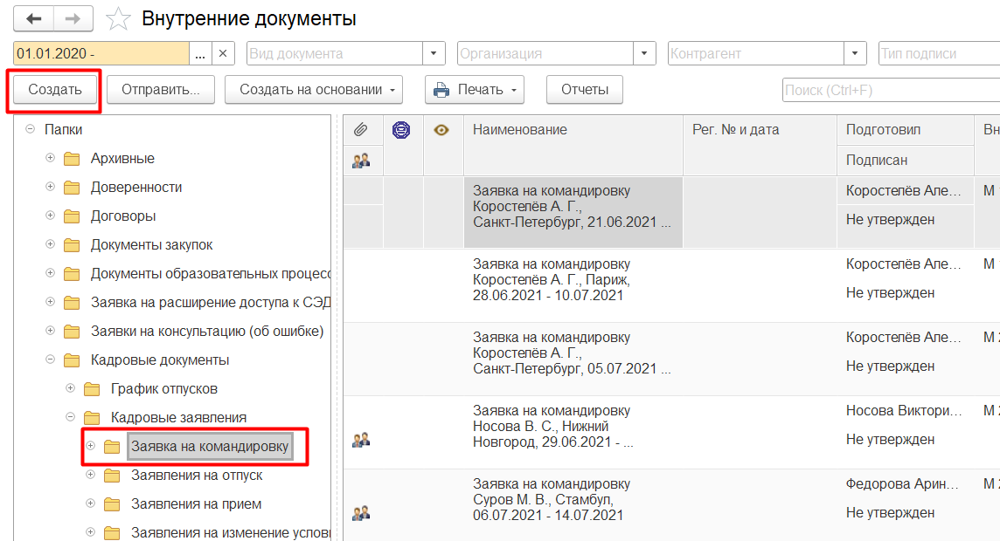 Внутренние документы
01.01.2020 - ... × Вид документа Организация Контрагент Тип подписи
Создать Отправить... Создать на основании Печать Отчеты Поиск (Ctrl+F)
Папки
Архивные
Доверенности
Договоры
Документы закупок
Документы образовательных процесс
Заявка на расширение доступа к СЭД
Заявки на консультацию (об ошибке)
Кадровые документы
График отпусков
Кадровые заявления
Заявка на командировку
Заявления на отпуск
Заявления на прием
Заявления на изменение услови
Наименование Рег. № и дата Подготовил Вн
Подписан
Заявка на командировку Коростелёв Але... М
Коростелёв А. Г.,
Санкт-Петербург, 21.06.2021 ... Не утвержден
Заявка на командировку Коростелёв Але... М
Коростелёв А. Г., Париж,
28.06.2021 - 10.07.2021 Не утвержден
Заявка на командировку Коростелёв Але... М
Коростелёв А. Г.,
Санкт-Петербург, 05.07.2021 ... Не утвержден
Заявка на командировку Носова Виктори... М
Носова В. С., Нижний
Новгород, 29.06.2021 - ... Не утвержден
Заявка на командировку Федорова Арин... М
Суров М. В., Стамбул,
06.07.2021 - 14.07.2021 Не утвержден